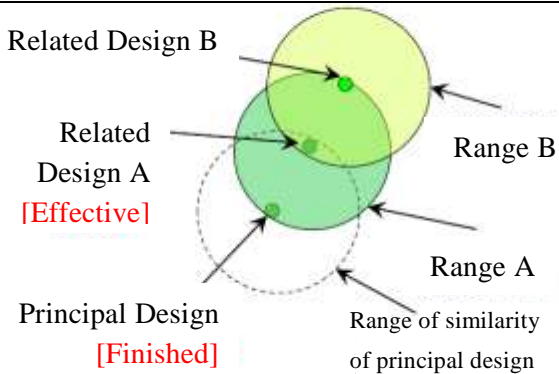 Related Design B
Related
Design A
[Effective]
Range B
Range A
Principal Design
[Finished]
Range of similarity
of principal design